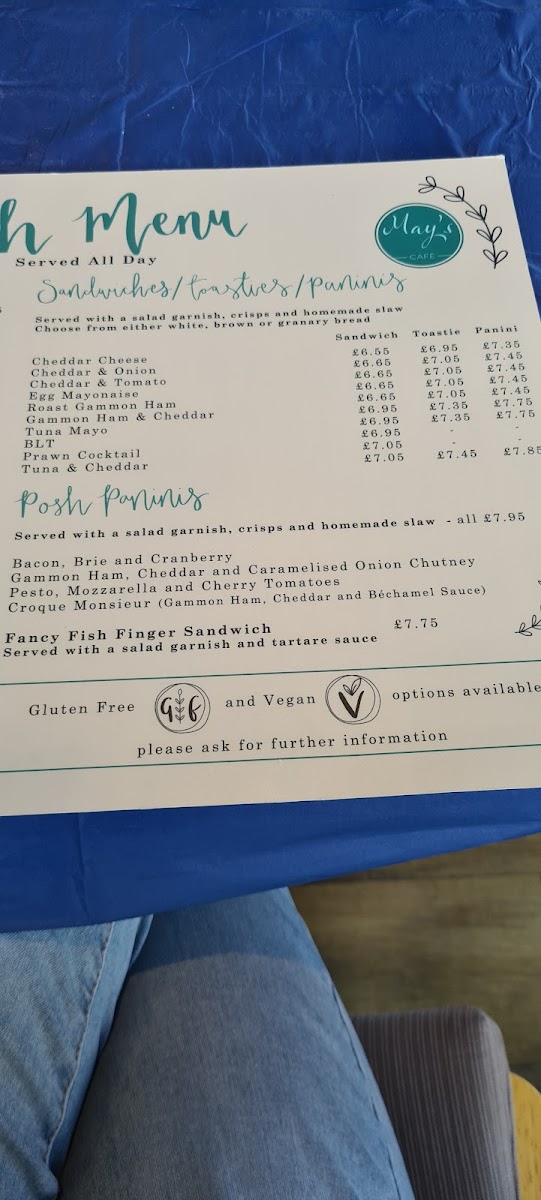 h Menu
Served All Day
May's
CAFÉ
Sandwiches/toasties/paninis
Served with a salad garnish, crisps and homemade slaw
Choose from either white, brown or granary bread
Sandwich Toastie Panini
Cheddar Cheese £6.55 £6.95 £7.35
Cheddar & Onion £6.65 £7.05 £7.45
Cheddar & Tomato £6.65 £7.05 £7.45
Egg Mayonaise £6.65 £7.05 £7.45
Roast Gammon Ham £6.65 £7.05 £7.45
Gammon Ham & Cheddar £6.95 £7.35 £7.75
Tuna Mayo £6.95 £7.35 £7.75
BLT £6.95 - -
Prawn Cocktail £7.05 - -
Tuna & Cheddar £7.05 £7.45 £7.85
Posh Paninis
Served with a salad garnish, crisps and homemade slaw - all £7.95
Bacon, Brie and Cranberry
Gammon Ham, Cheddar and Caramelised Onion Chutney
Pesto, Mozzarella and Cherry Tomatoes
Croque Monsieur (Gammon Ham, Cheddar and Béchamel Sauce)
Fancy Fish Finger Sandwich £7.75
Served with a salad garnish and tartare sauce
Gluten Free gf and Vegan V options available
please ask for further information